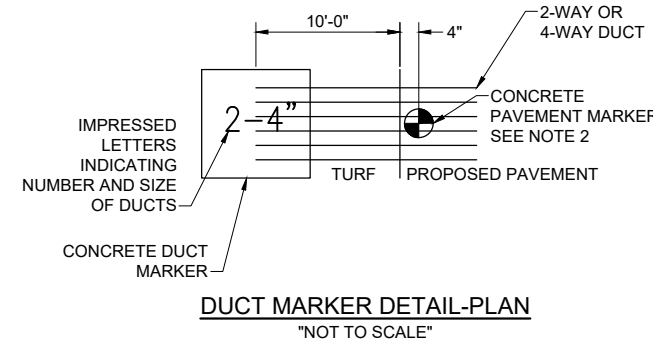 10'-0"
4"
2-WAY OR
4-WAY DUCT
2-4"
CONCRETE
PAVEMENT MARKER
SEE NOTE 2
IMPRESSED
LETTERS
INDICATING
NUMBER AND SIZE
OF DUCTS
TURF
PROPOSED PAVEMENT
CONCRETE DUCT
MARKER
DUCT MARKER DETAIL-PLAN
"NOT TO SCALE"